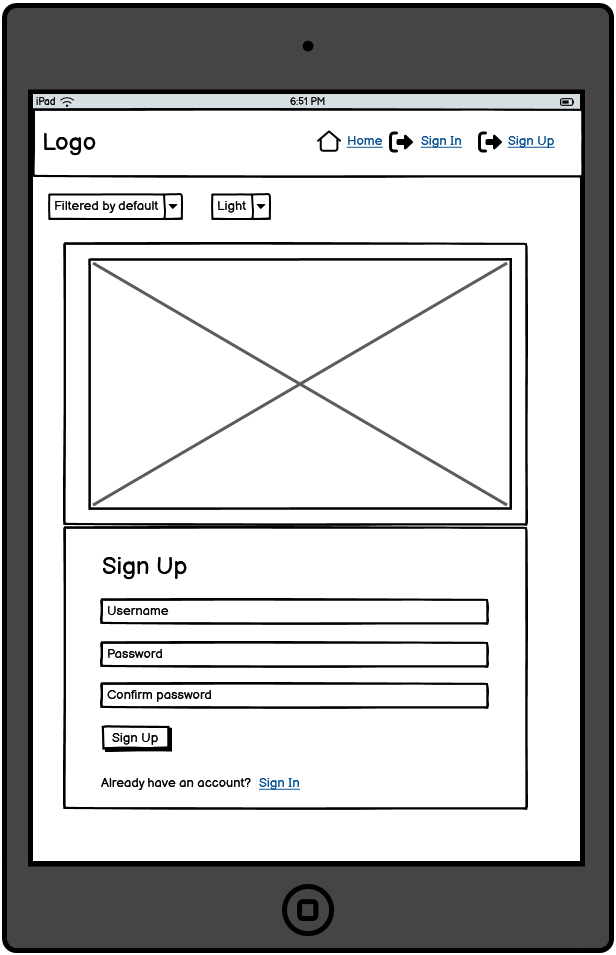 iPad 6:51 PM
Logo Home Sign In Sign Up
Filtered by default Light
Sign Up
Username
Password
Confirm password
Sign Up
Already have an account? Sign In